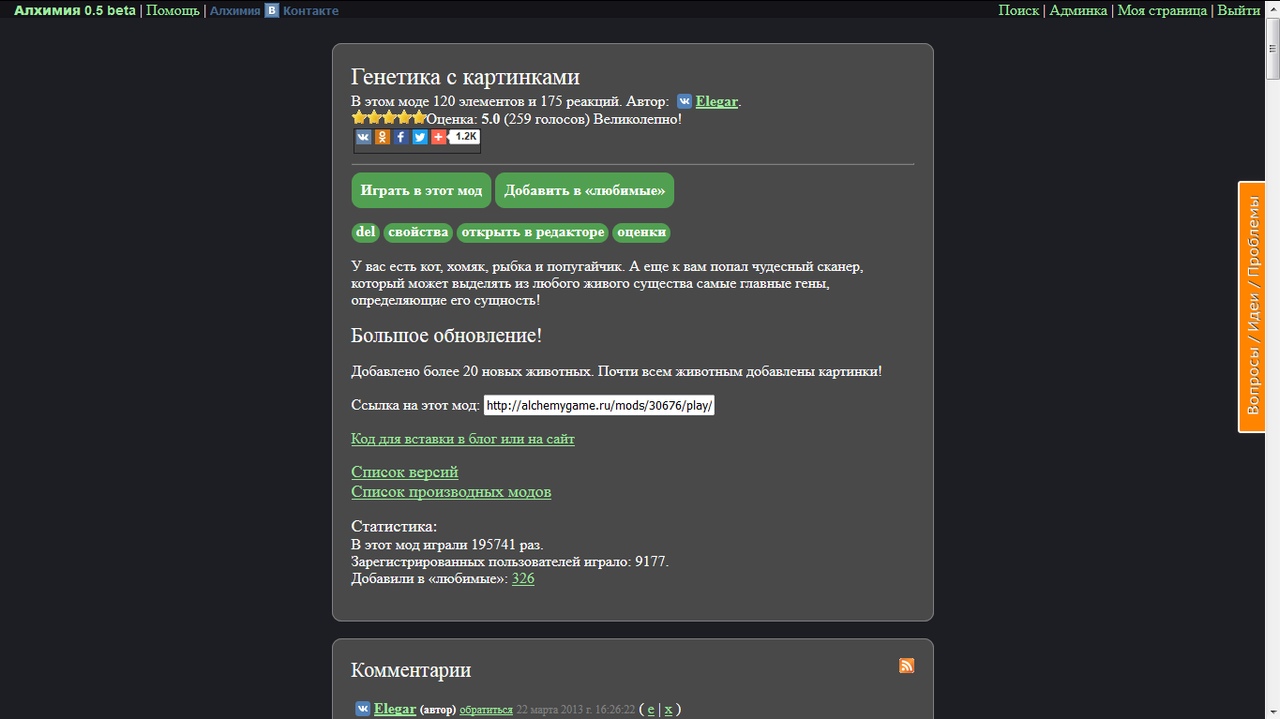 Алхимия 0.5 beta | Помощь | Алхимия В Контакте
Поиск | Админка | Моя страница | Выйти
Генетика с картинками
В этом моде 120 элементов и 175 реакций. Автор: Elegar.
Оценка: 5.0 (259 голосов) Великолепно!
1.2K
Играть в этот мод Добавить в «любимые»
del свойства открыть в редакторе оценки
У вас есть кот, хомяк, рыбка и попугайчик. А еще к вам попал чудесный сканер,
который может выделять из любого живого существа самые главные гены,
определяющие его сущность!
Большое обновление!
Добавлено более 20 новых животных. Почти всем животным добавлены картинки!
Ссылка на этот мод: http://alchemygame.ru/mods/30676/play/
Код для вставки в блог или на сайт
Список версий
Список производных модов
Статистика:
В этот мод играли 195741 раз.
Зарегистрированных пользователей играло: 9177.
Добавили в «любимые»: 326
Комментарии
Elegar (автор) обратиться 22 марта 2013 г. 16:26:22 ( e | x )
Вопросы / Идеи / Проблемы